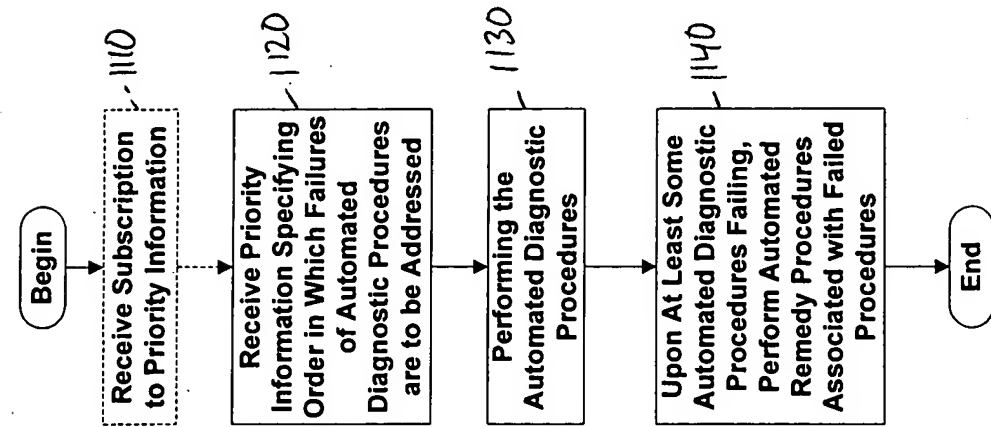 Begin
Receive Subscription
to Priority Information
1110
Receive Priority
Information Specifying
Order in Which Failures
of Automated
Diagnostic Procedures
are to be Addressed
1120
Performing the
Automated Diagnostic
Procedures
1130
Upon At Least Some
Automated Diagnostic
Procedures Failing,
Perform Automated
Remedy Procedures
Associated with Failed
Procedures
1140
End